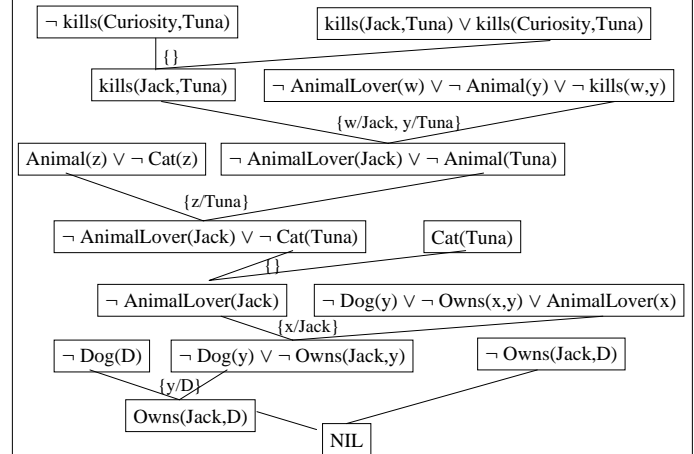 ¬ kills(Curiosity,Tuna)
kills(Jack,Tuna) ∨ kills(Curiosity,Tuna)
{}
kills(Jack,Tuna)
¬ AnimalLover(w) ∨ ¬ Animal(y) ∨ ¬ kills(w,y)
{w/Jack, y/Tuna}
Animal(z) ∨ ¬ Cat(z)
¬ AnimalLover(Jack) ∨ ¬ Animal(Tuna)
{z/Tuna}
¬ AnimalLover(Jack) ∨ ¬ Cat(Tuna)
Cat(Tuna)
{}
¬ AnimalLover(Jack)
¬ Dog(y) ∨ ¬ Owns(x,y) ∨ AnimalLover(x)
{x/Jack}
¬ Dog(D)
¬ Dog(y) ∨ ¬ Owns(Jack,y)
¬ Owns(Jack,D)
{y/D}
Owns(Jack,D)
NIL